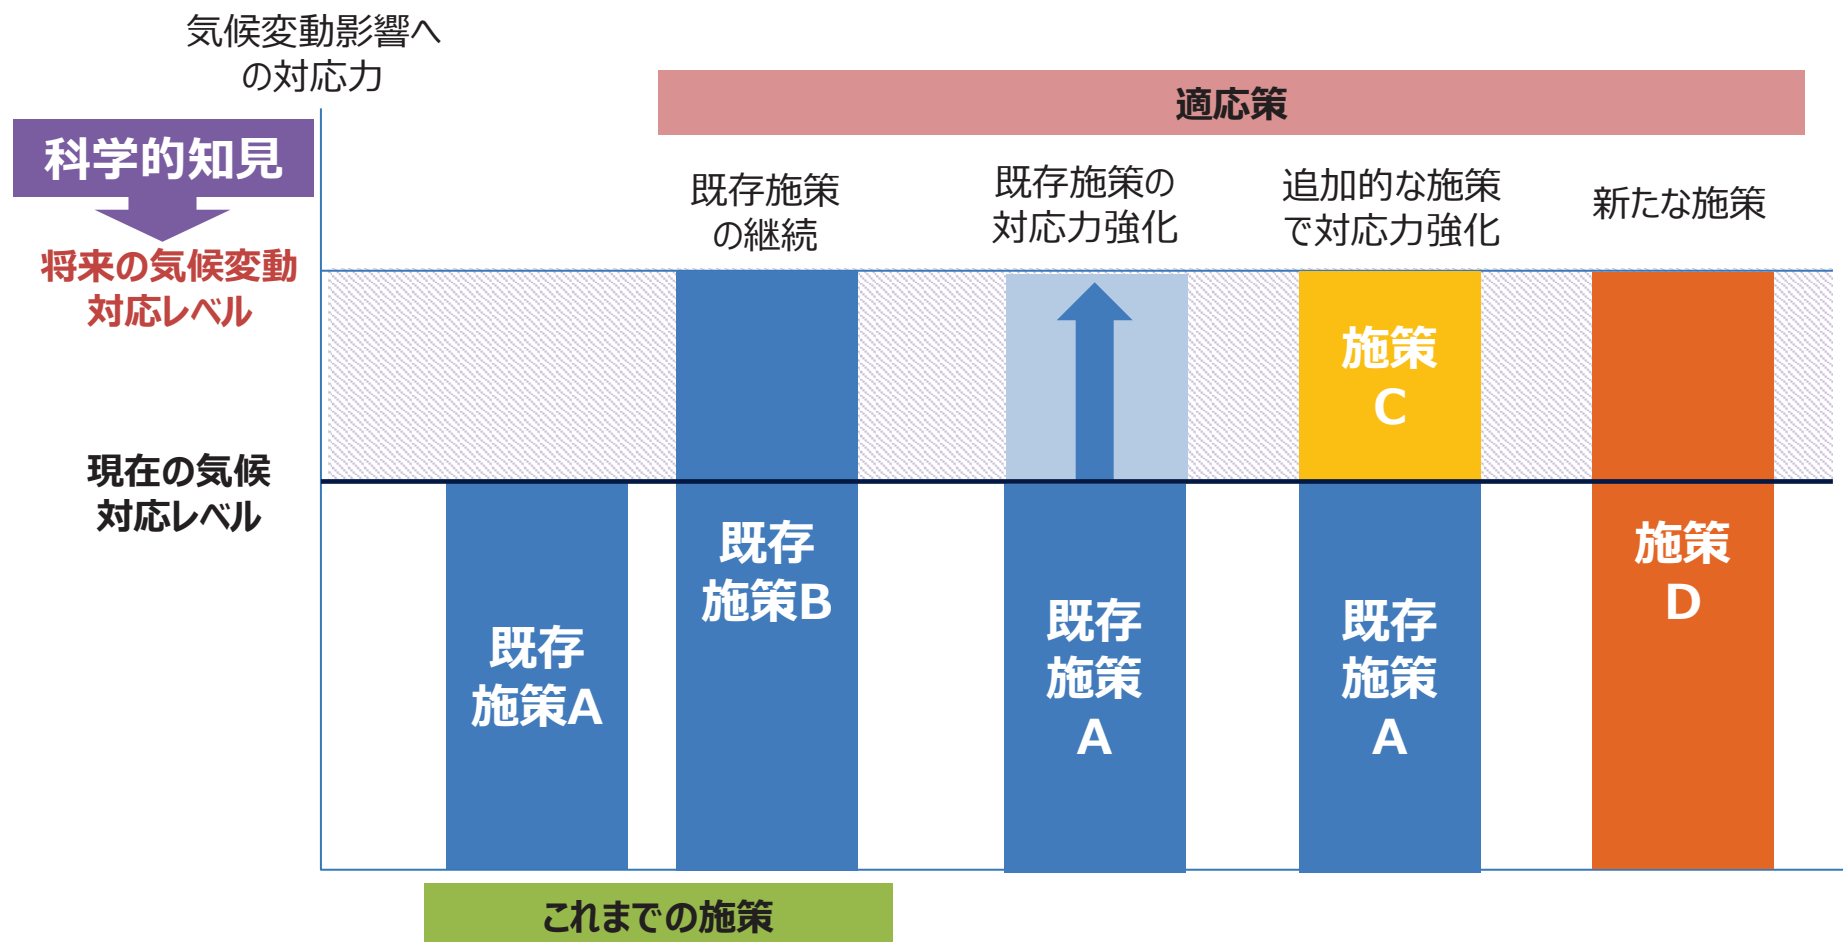 気候変動影響へ
の対応力
適応策
科学的知見
既存施策
の継続
既存施策の
対応力強化
追加的な施策
で対応力強化
新たな施策
将来の気候変動
対応レベル
現在の気候
対応レベル
既存
施策A
既存
施策B
既存
施策
A
施策
C
既存
施策
A
施策
D
これまでの施策